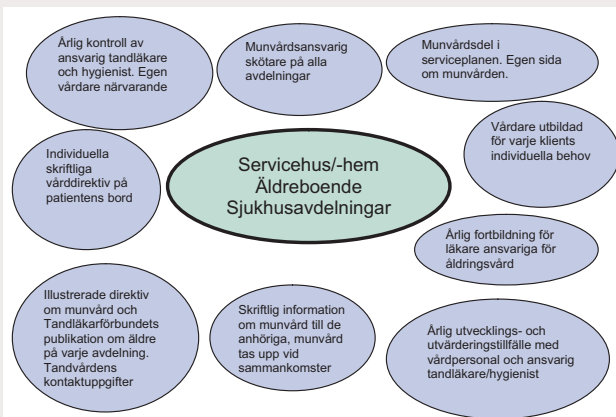 Årlig kontroll av
ansvarig tandläkare
och hygienist. Egen
vårdare närvarande
Munvårdsansvarig
skötare på alla
avdelningar
Munvårdsdel i
serviceplanen. Egen sida
om munvården.
Individuella
skriftliga
vårddirektiv på
patientens bord
Servicehus/-hem
Äldreboende
Sjukhusavdelningar
Vårdare utbildad
för varje klients
individuella behov
Årlig fortbildning för
läkare ansvariga för
åldringsvård
Illustrerade direktiv
om munvård och
Tandläkarförbundets
publikation om äldre
på varje avdelning.
Tandvårdens
kontaktuppgifter
Skriftlig information
om munvård till de
anhöriga, munvård
tas upp vid
sammankomster
Årlig utvecklings- och
utvärderingstillfälle med
vårdpersonal och ansvarig
tandläkare/hygienist